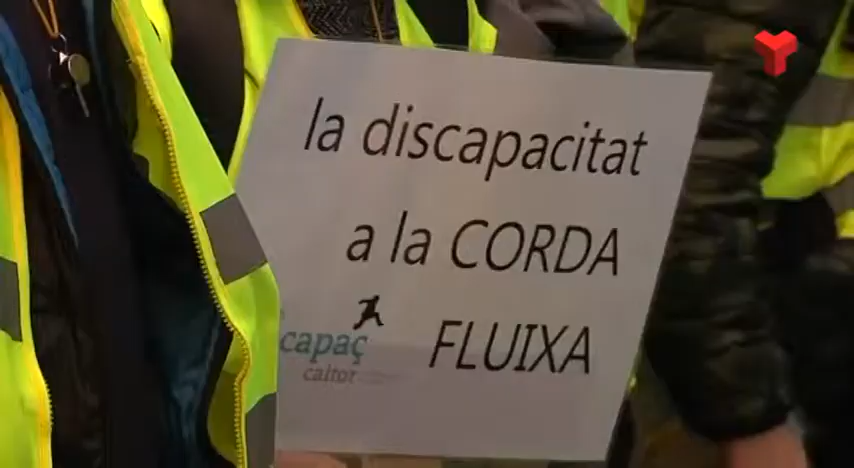 la discapacitat
a la CORDA
FLUIXA
capaç
caltor